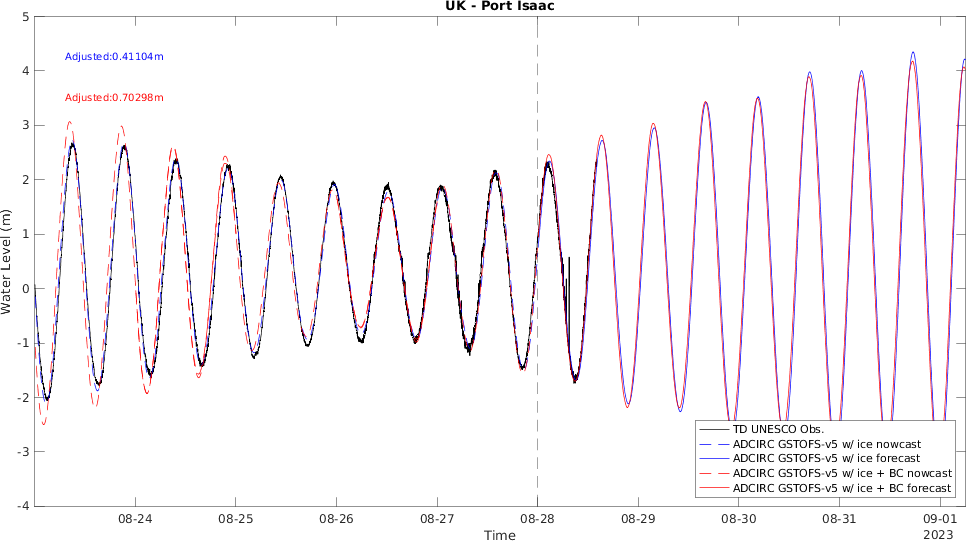 UK - Port Isaac
5
4
3
2
1
0
-1
-2
-3
-4
Water Level (m)
Adjusted:0.41104m
Adjusted:0.70298m
TD UNESCO Obs.
ADCIRC GSTOFS-v5 w/ ice nowcast
ADCIRC GSTOFS-v5 w/ ice forecast
ADCIRC GSTOFS-v5 w/ ice + BC nowcast
ADCIRC GSTOFS-v5 w/ ice + BC forecast
08-24 08-25 08-26 08-27 08-28 08-29 08-30 08-31 09-01
2023
Time